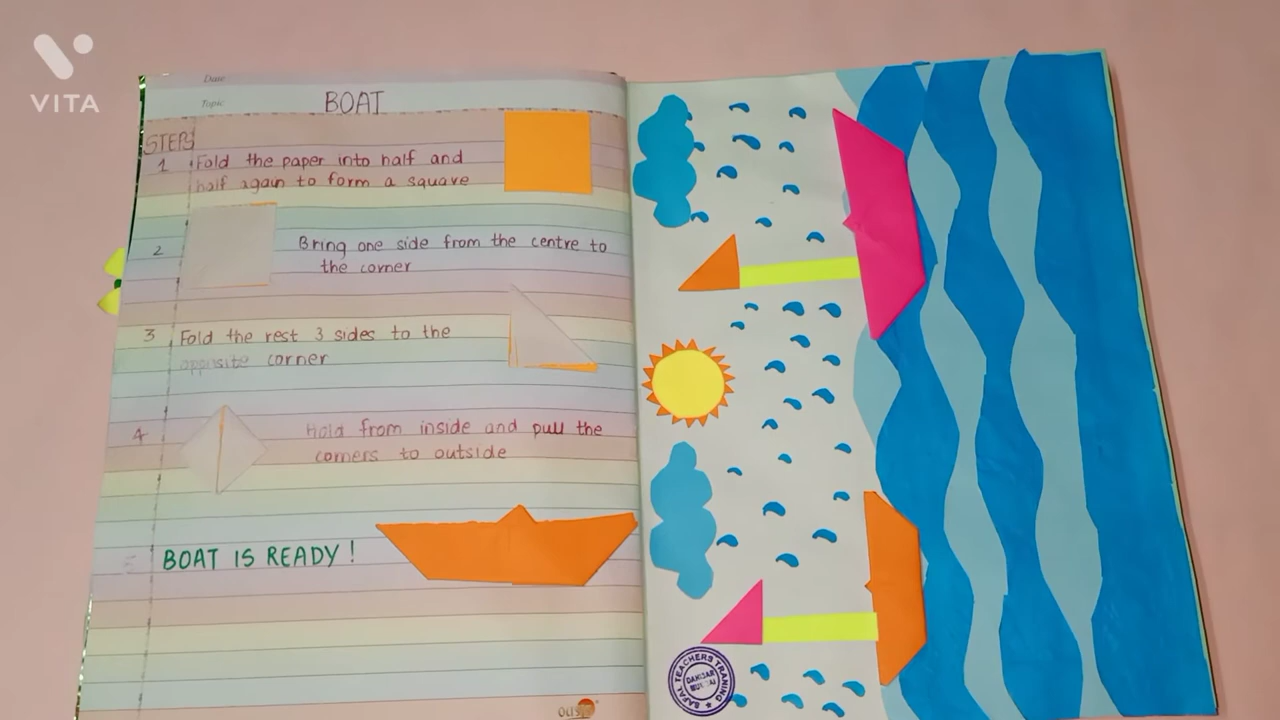 VITA
Date
Topic
BOAT
STEPS
1 Fold the paper into half and
half again to form a square
2 Bring one side from the centre to
the corner
3 Fold the rest 3 sides to the
opposite corner
4 Hold from inside and pull the
corners to outside
BOAT IS READY!
TEACHERS TRAINING